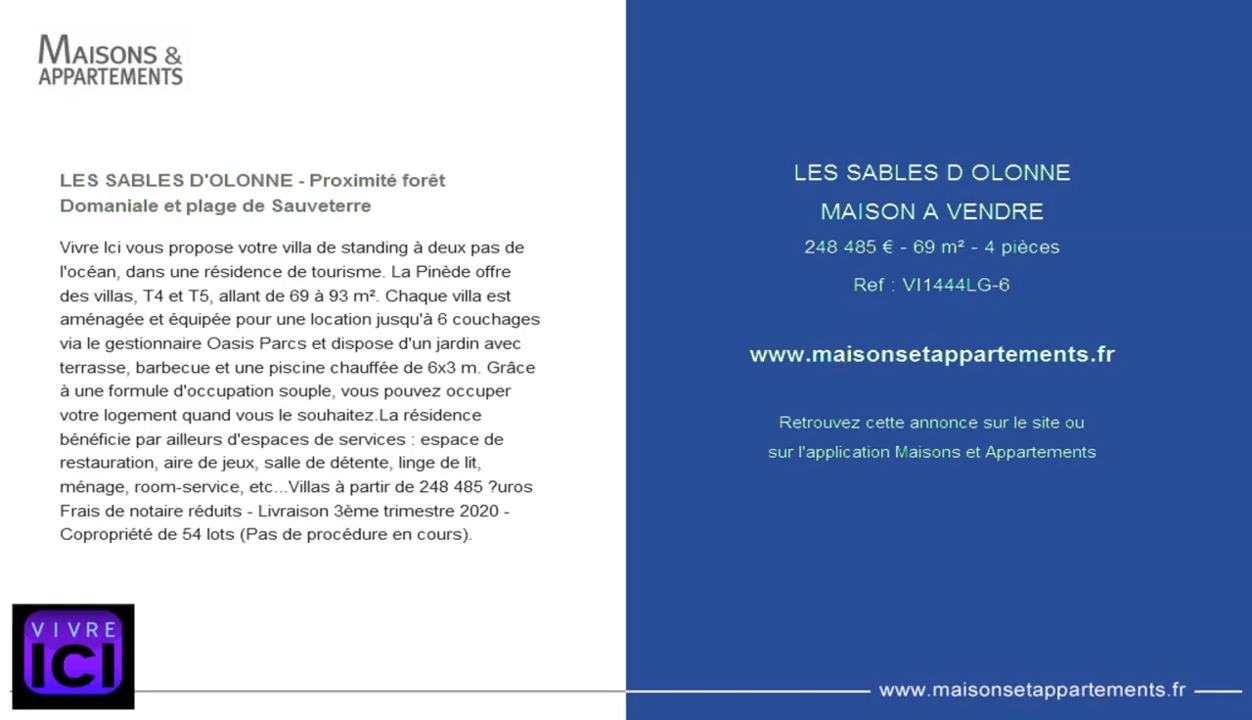 MAISONS &
APPARTEMENTS
LES SABLES D'OLONNE - Proximité forêt
Domaniale et plage de Sauveterre
Vivre Ici vous propose votre villa de standing à deux pas de
l'océan, dans une résidence de tourisme. La Pinède offre
des villas, T4 et T5, allant de 69 à 93 m². Chaque villa est
aménagée et équipée pour une location jusqu'à 6 couchages
via le gestionnaire Oasis Parcs et dispose d'un jardin avec
terrasse, barbecue et une piscine chauffée de 6x3 m. Grâce
à une formule d'occupation souple, vous pouvez occuper
votre logement quand vous le souhaitez.La résidence
bénéficie par ailleurs d'espaces de services : espace de
restauration, aire de jeux, salle de détente, linge de lit,
ménage, room-service, etc...Villas à partir de 248 485 ?uros
Frais de notaire réduits - Livraison 3ème trimestre 2020 -
Copropriété de 54 lots (Pas de procédure en cours).
VIVRE
ICI
LES SABLES D OLONNE
MAISON A VENDRE
248 485 € - 69 m² - 4 pièces
Ref : VI1444LG-6
www.maisonsetappartements.fr
Retrouvez cette annonce sur le site ou
sur l'application Maisons et Appartements
www.maisonsetappartements.fr